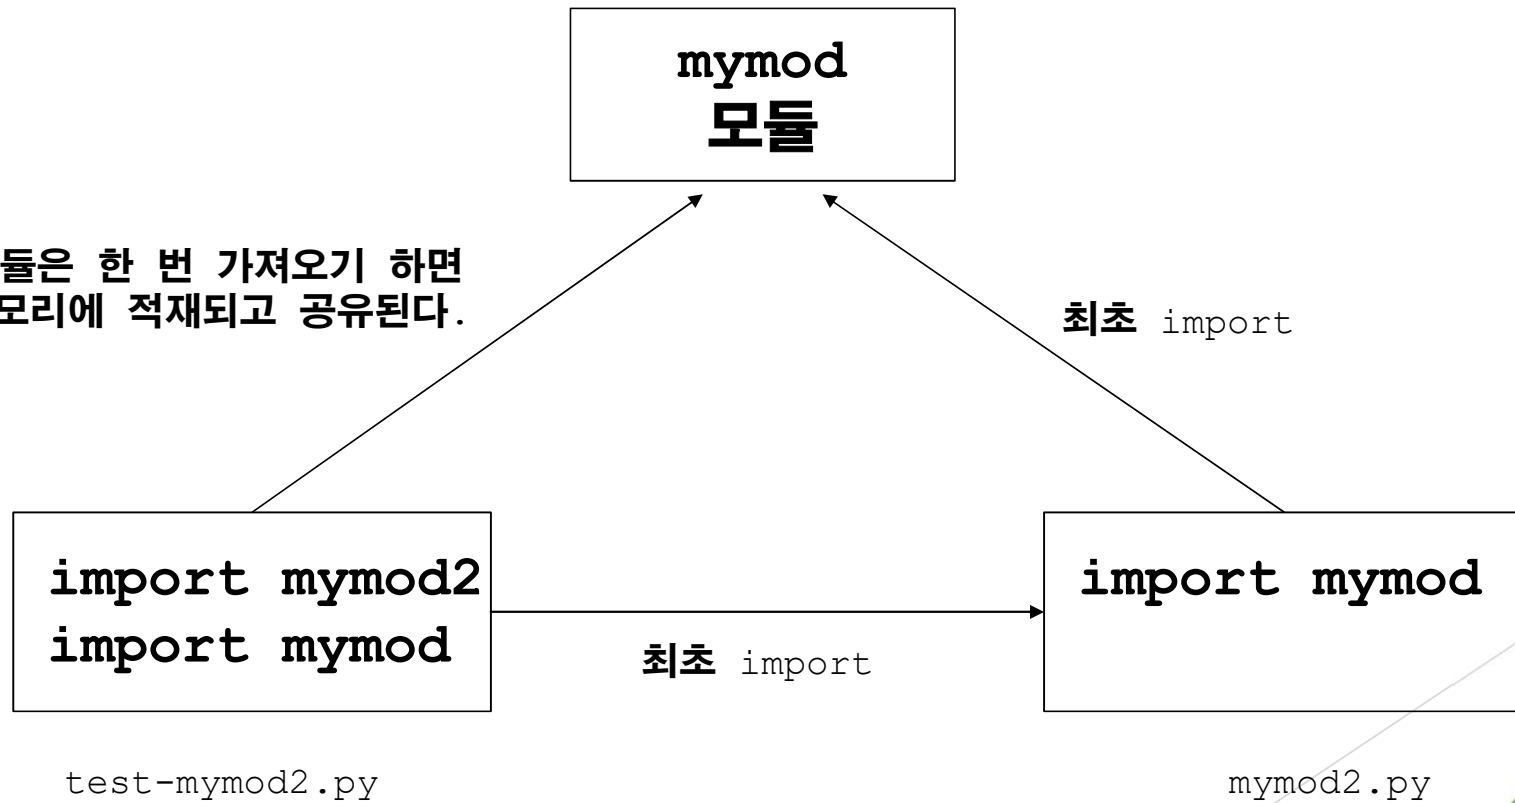 mymod
모듈
듈은 한 번 가져오기 하면
모리에 적재되고 공유된다.
최초 import
import mymod2
import mymod
import mymod
최초 import
test-mymod2.py
mymod2.py